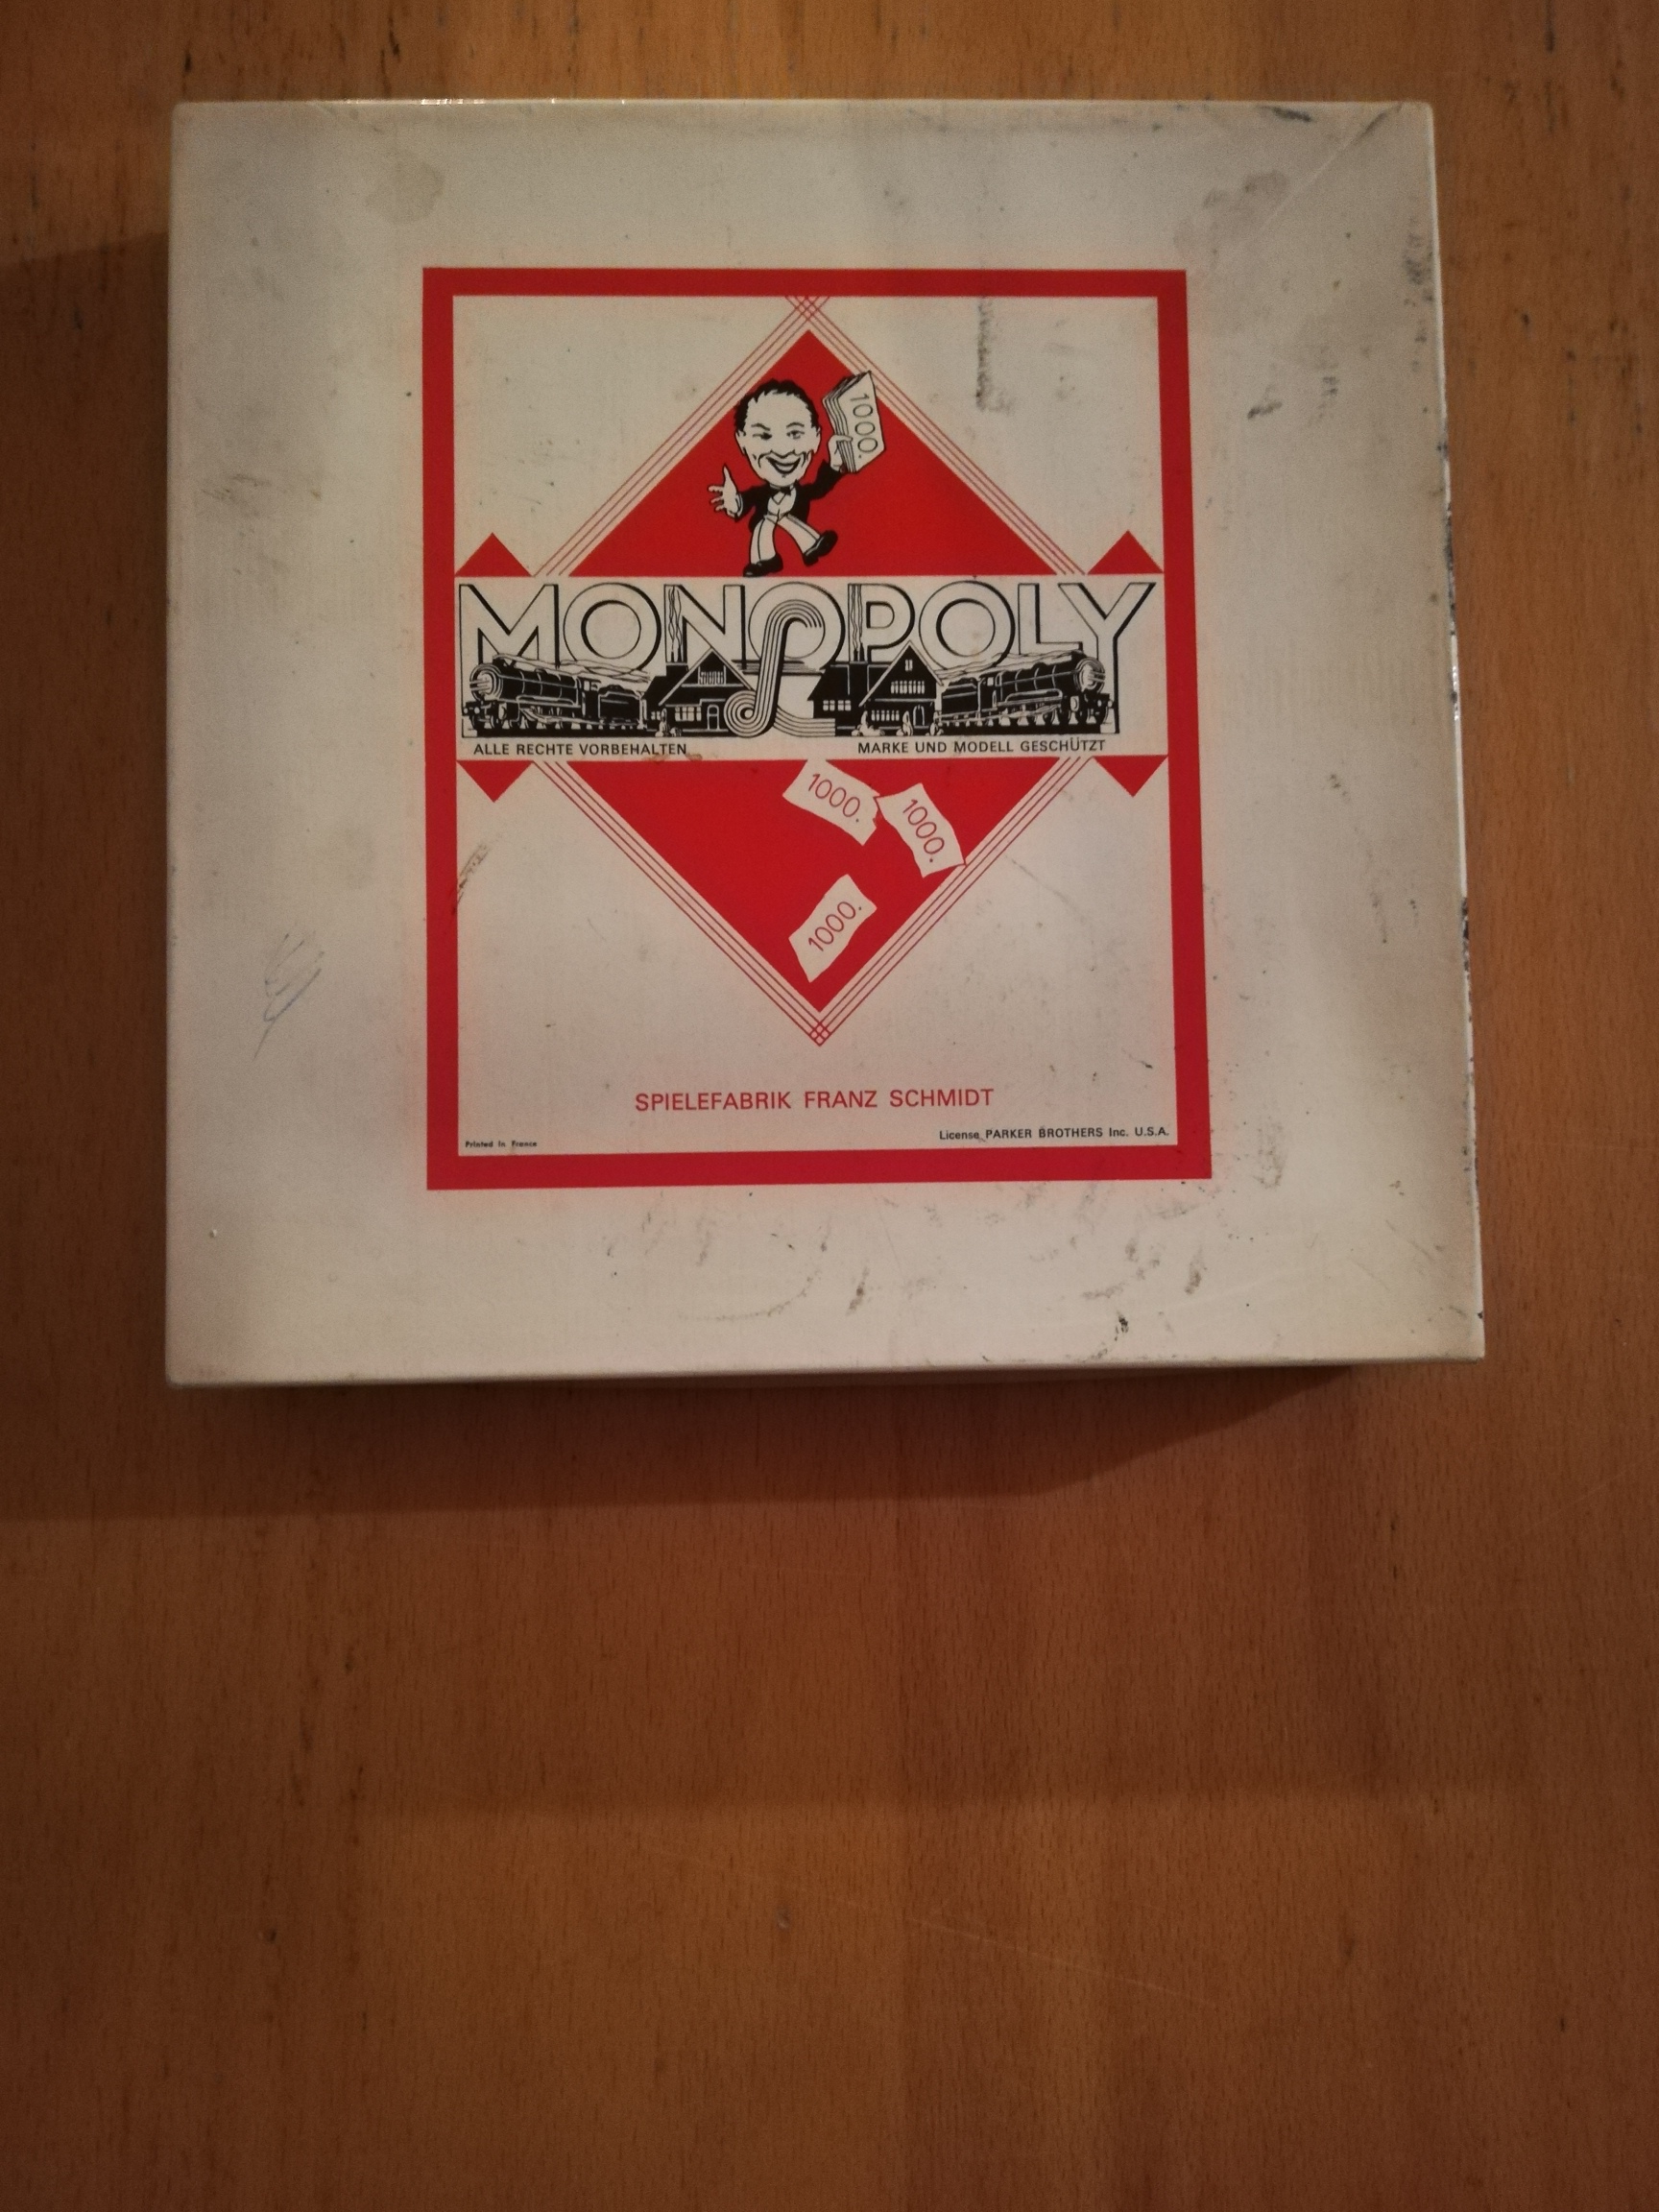 1000.
MONOPOLY
ALLE RECHTE VORBEHALTEN
MARKE UND MODELL GESCHÜTZT
1000.
1000.
1000.
SPIELEFABRIK FRANZ SCHMIDT
Printed in France
License PARKER BROTHERS Inc. U.S.A.